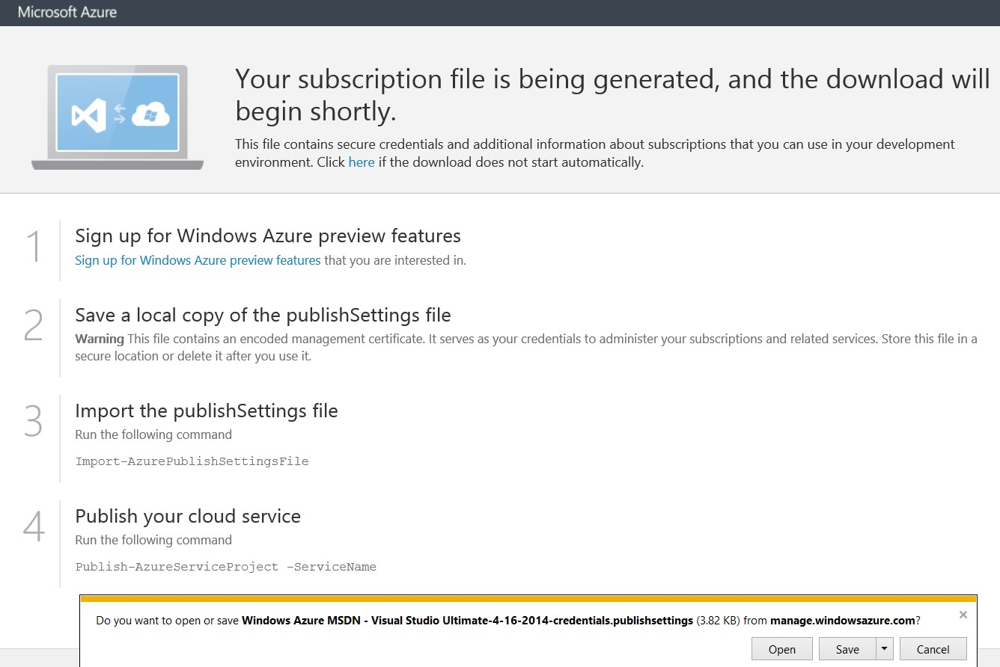 Microsoft Azure
Your subscription file is being generated, and the download will
begin shortly.
This file contains secure credentials and additional information about subscriptions that you can use in your development
environment. Click here if the download does not start automatically.
1
Sign up for Windows Azure preview features
Sign up for Windows Azure preview features that you are interested in.
2
Save a local copy of the publishSettings file
Warning This file contains an encoded management certificate. It serves as your credentials to administer your subscriptions and related services. Store this file in a
secure location or delete it after you use it.
3
Import the publishSettings file
Run the following command
Import-AzurePublishSettingsFile
4
Publish your cloud service
Run the following command
Publish-AzureServiceProject -ServiceName
Do you want to open or save Windows Azure MSDN - Visual Studio Ultimate-4-16-2014-credentials.publishsettings (3.82 KB) from manage.windowsazure.com?
Open Save Cancel